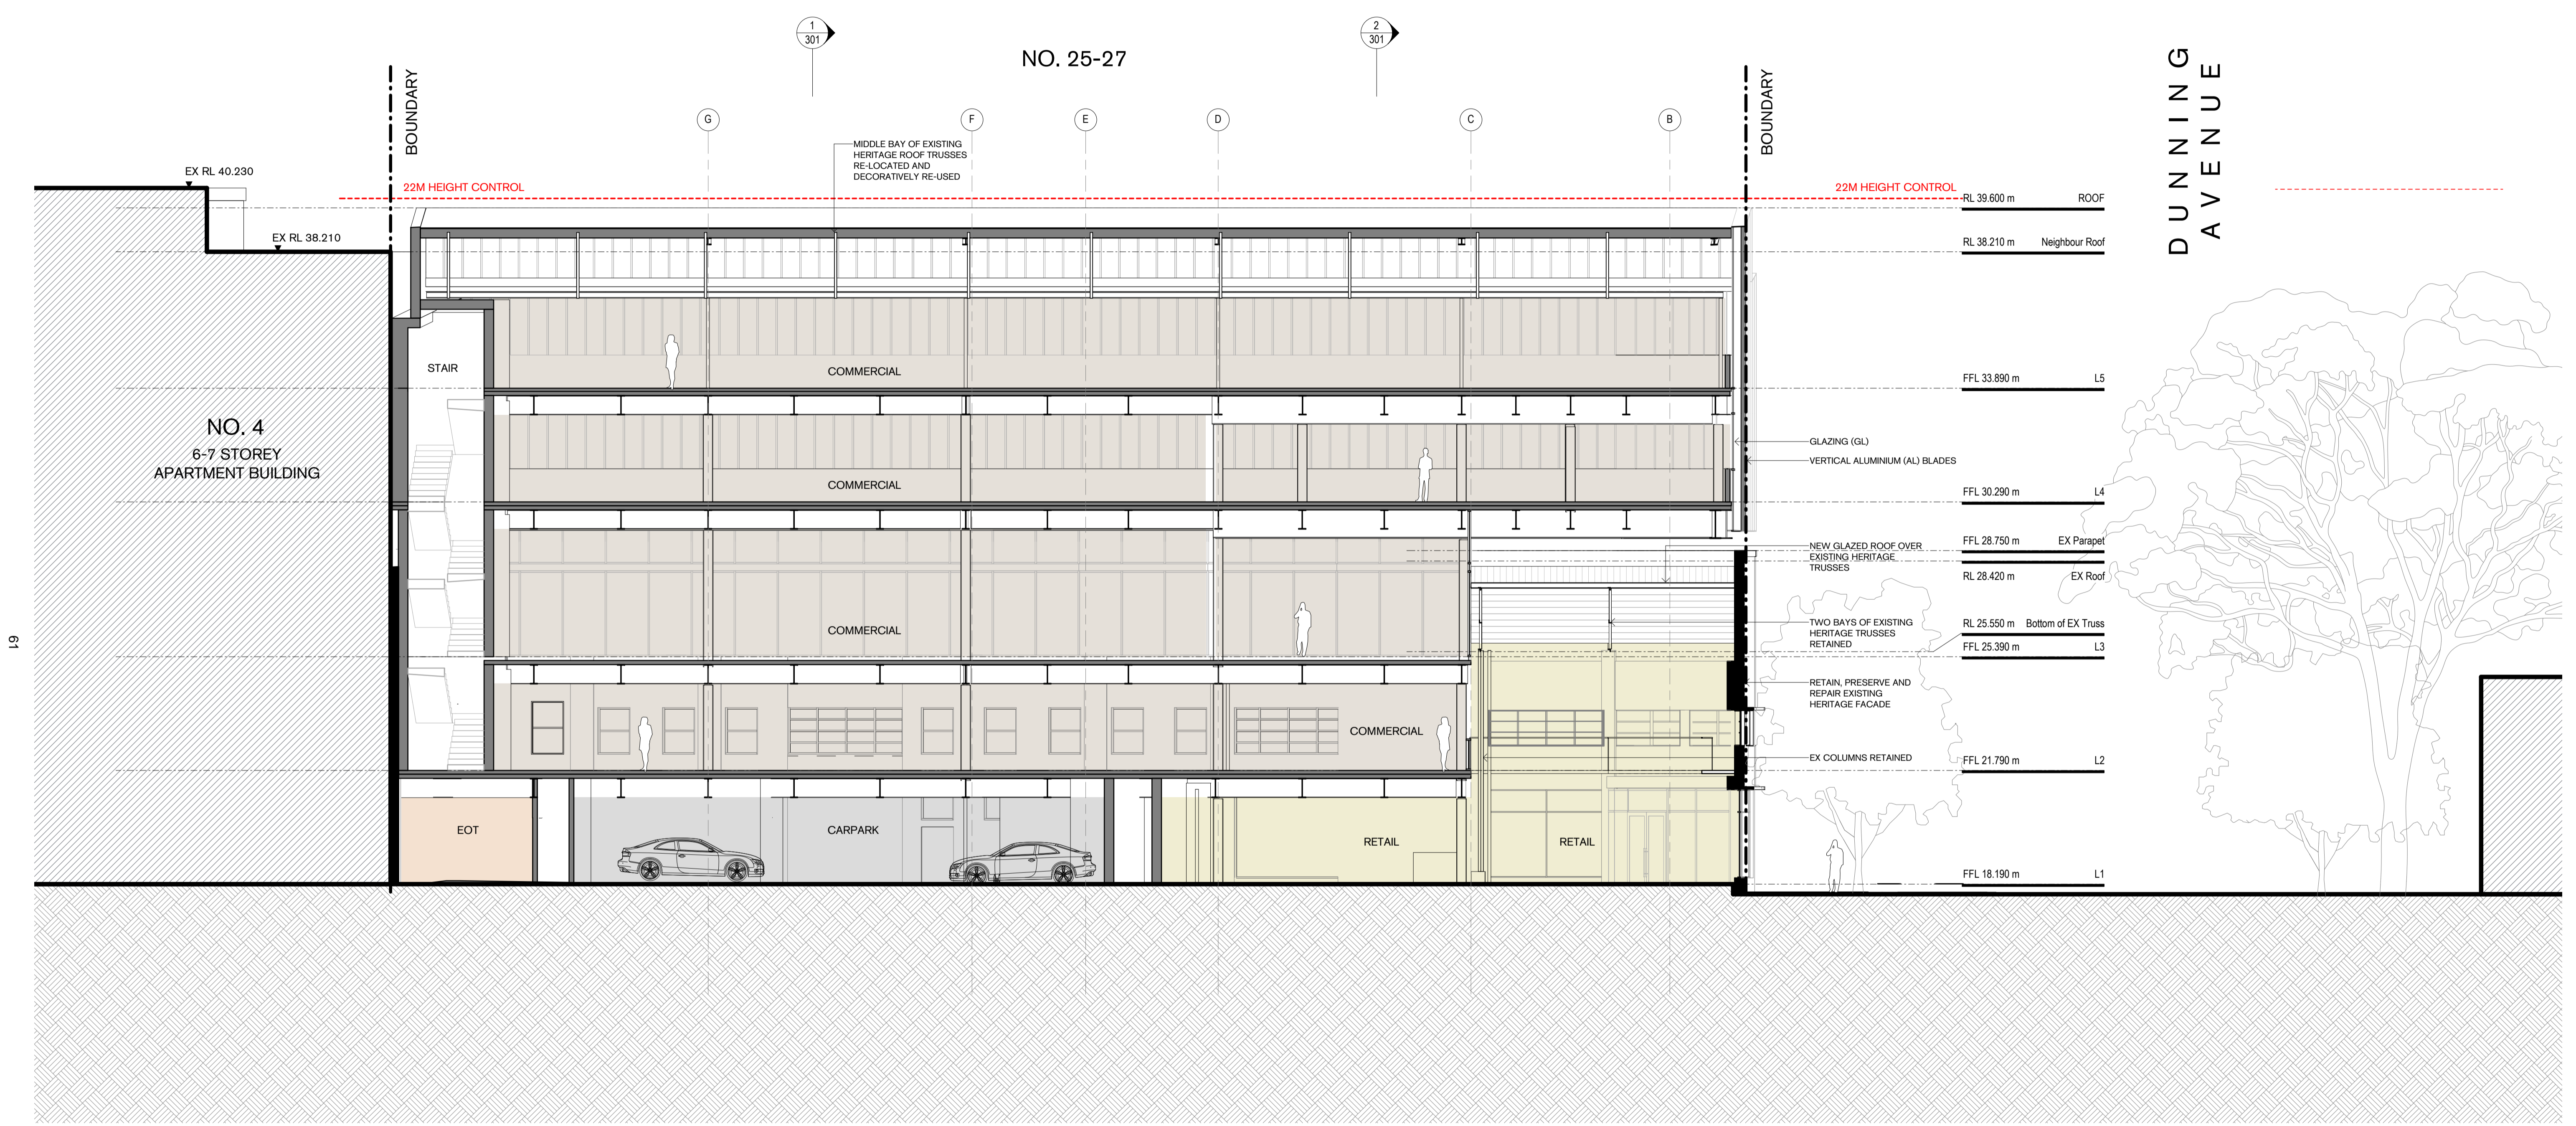 1
301
2
301
NO. 25-27
BOUNDARY
BOUNDARY
DUNNING
AVENUE
G
F
E
D
C
B
MIDDLE BAY OF EXISTING
HERITAGE ROOF TRUSSES
RE-LOCATED AND
DECORATIVELY RE-USED
EX RL 40.230
22M HEIGHT CONTROL
22M HEIGHT CONTROL
RL 39.600 m ROOF
EX RL 38.210
RL 38.210 m Neighbour Roof
STAIR
COMMERCIAL
FFL 33.890 m L5
NO. 4
6-7 STOREY
APARTMENT BUILDING
GLAZING (GL)
VERTICAL ALUMINIUM (AL) BLADES
COMMERCIAL
FFL 30.290 m L4
NEW GLAZED ROOF OVER
EXISTING HERITAGE
TRUSSES
FFL 28.750 m EX Parapet
RL 28.420 m EX Roof
COMMERCIAL
TWO BAYS OF EXISTING
HERITAGE TRUSSES
RETAINED
RL 25.550 m Bottom of EX Truss
FFL 25.390 m L3
61
RETAIN, PRESERVE AND
REPAIR EXISTING
HERITAGE FACADE
COMMERCIAL
EX COLUMNS RETAINED
FFL 21.790 m L2
EOT
CARPARK
RETAIL
RETAIL
FFL 18.190 m L1